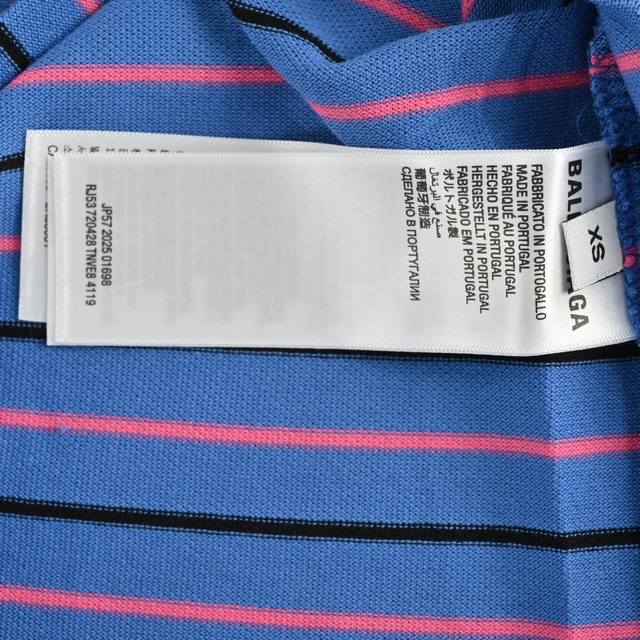 XS
FABBRICATO IN PORTOGALLO
MADE IN PORTUGAL
FABRIQUÉ AU PORTUGAL
HECHO EN PORTUGAL
HERGESTELLT IN PORTUGAL
FABRICADO EM PORTUGAL
ポルトガル製
صنع في البرتغال
葡萄牙制造
СДЕЛАНО В ПОРТУГАЛИИ
JP57 2025 01698
RJ53 720428 TNVE8 4119